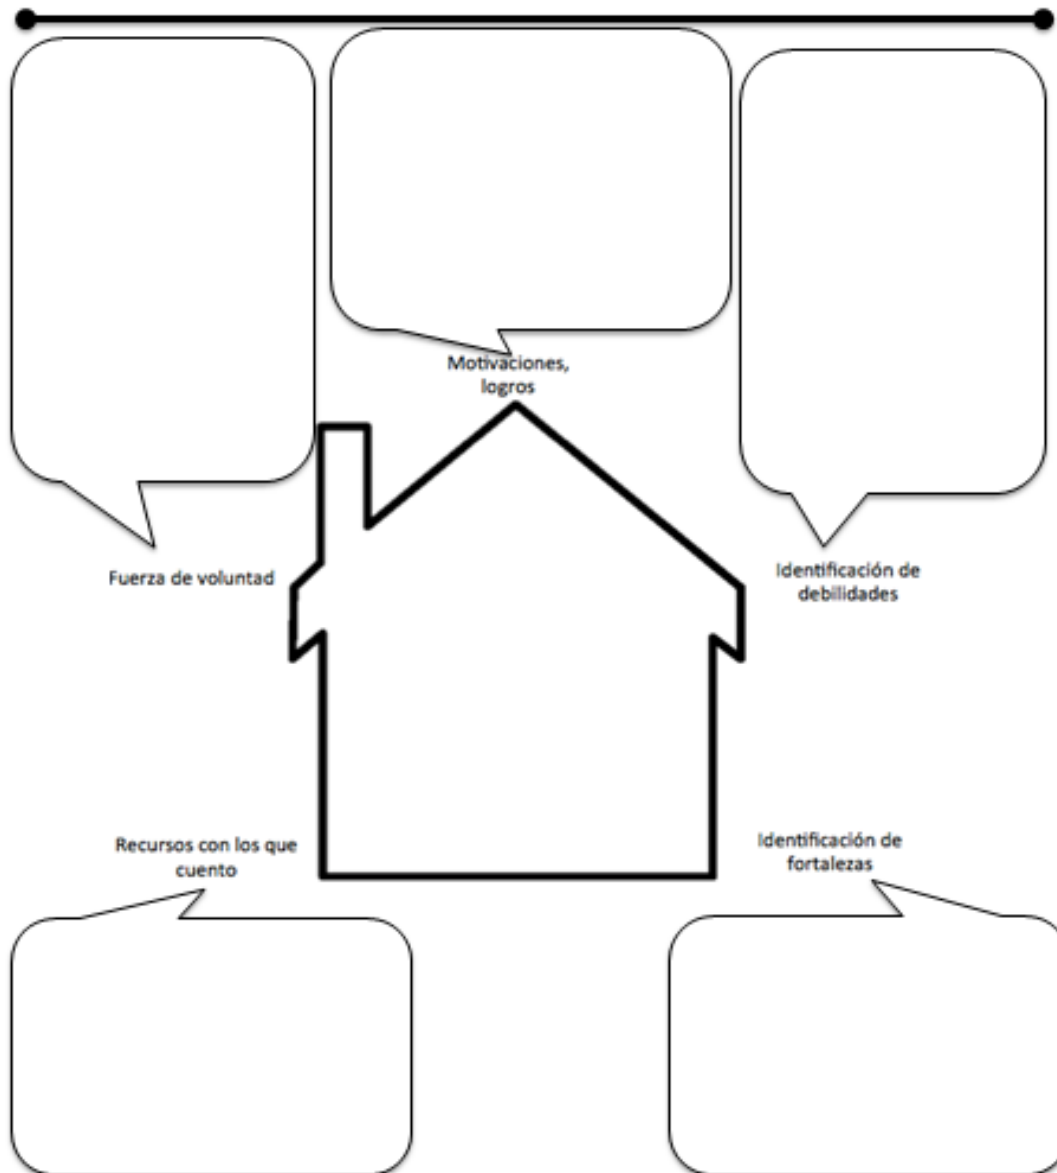 Motivaciones,
logros
Fuerza de voluntad
Identificación de
debilidades
Recursos con los que
cuento
Identificación de
fortalezas